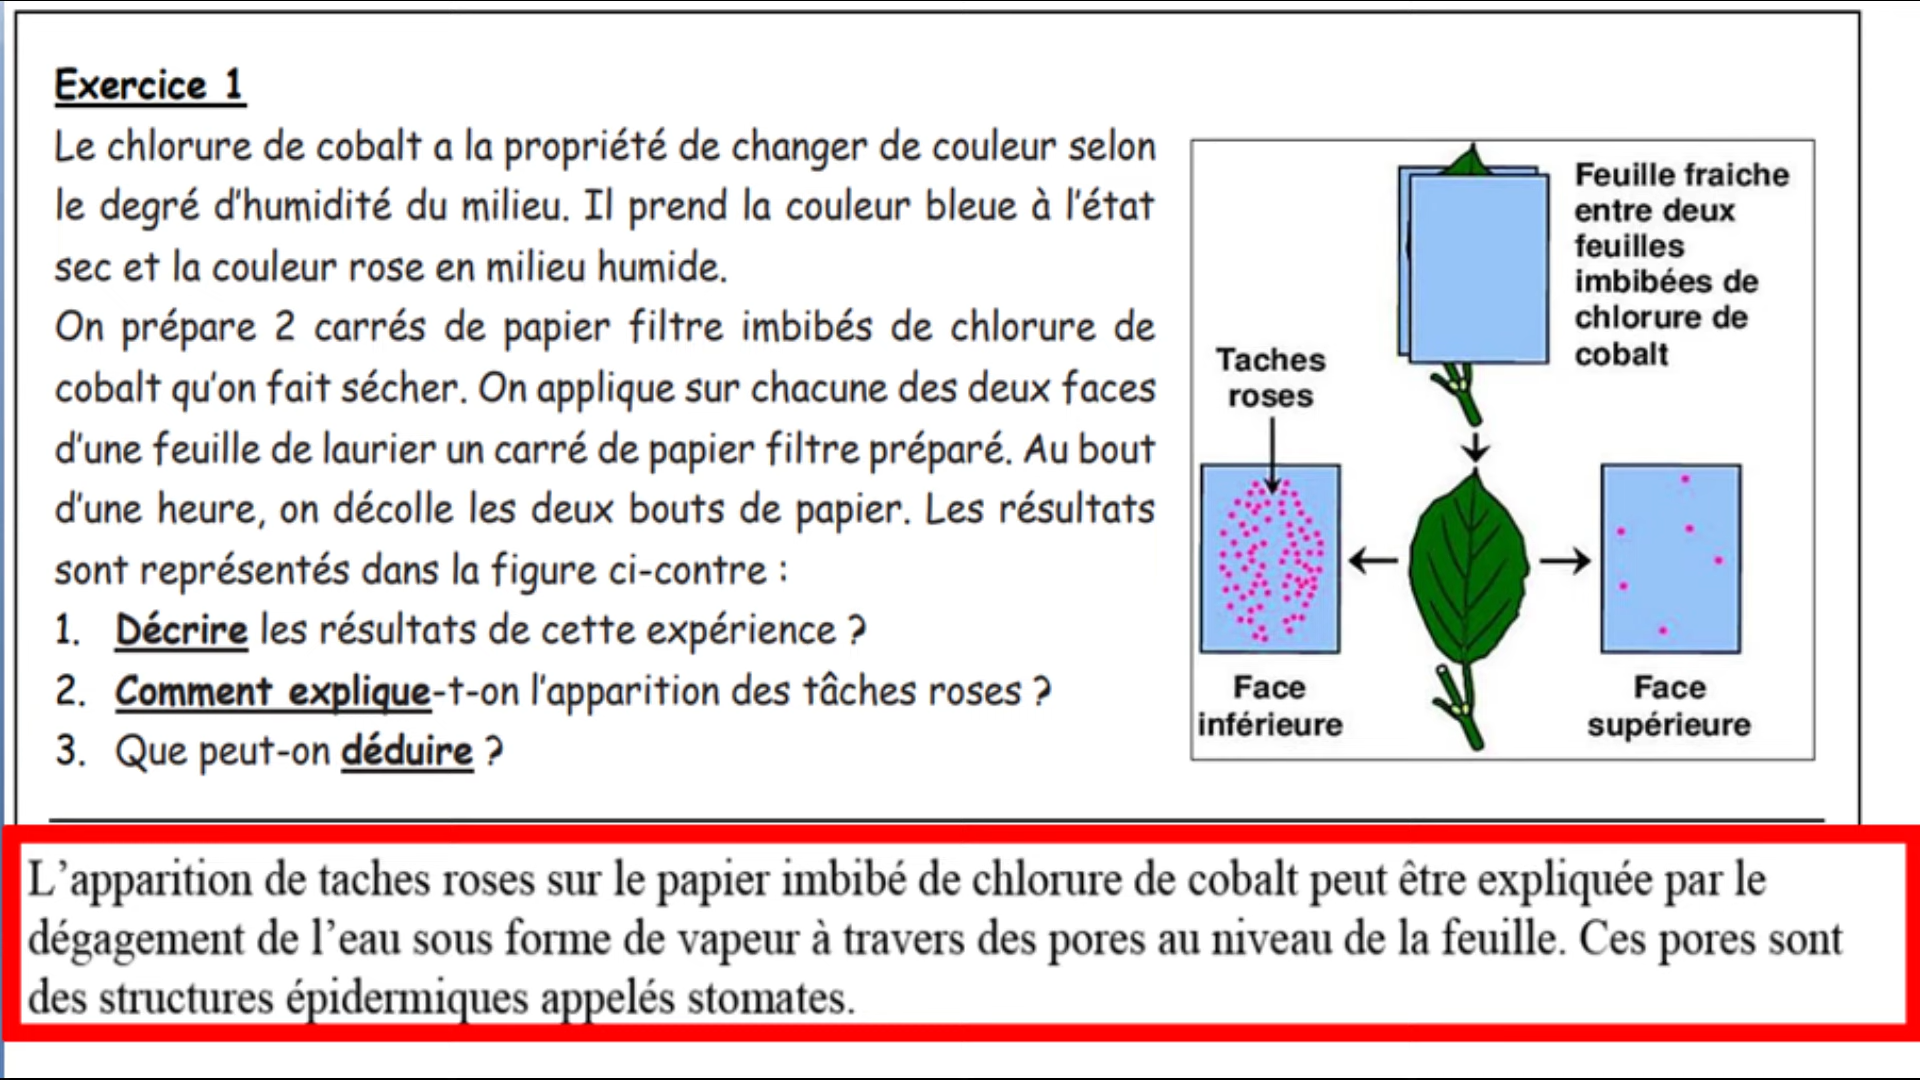 Exercice 1
Le chlorure de cobalt a la propriété de changer de couleur selon
le degré d'humidité du milieu. Il prend la couleur bleue à l'état
sec et la couleur rose en milieu humide.
On prépare 2 carrés de papier filtre imbibés de chlorure de
cobalt qu'on fait sécher. On applique sur chacune des deux faces
d'une feuille de laurier un carré de papier filtre préparé. Au bout
d'une heure, on décolle les deux bouts de papier. Les résultats
sont représentés dans la figure ci-contre :
1. Décrire les résultats de cette expérience ?
2. Comment explique-t-on l'apparition des tâches roses ?
3. Que peut-on déduire ?
Feuille fraiche
entre deux
feuilles
imbibées de
chlorure de
cobalt
Taches
roses
Face
inférieure
Face
supérieure
L'apparition de taches roses sur le papier imbibé de chlorure de cobalt peut être expliquée par le
dégagement de l'eau sous forme de vapeur à travers des pores au niveau de la feuille. Ces pores sont
des structures épidermiques appelés stomates.